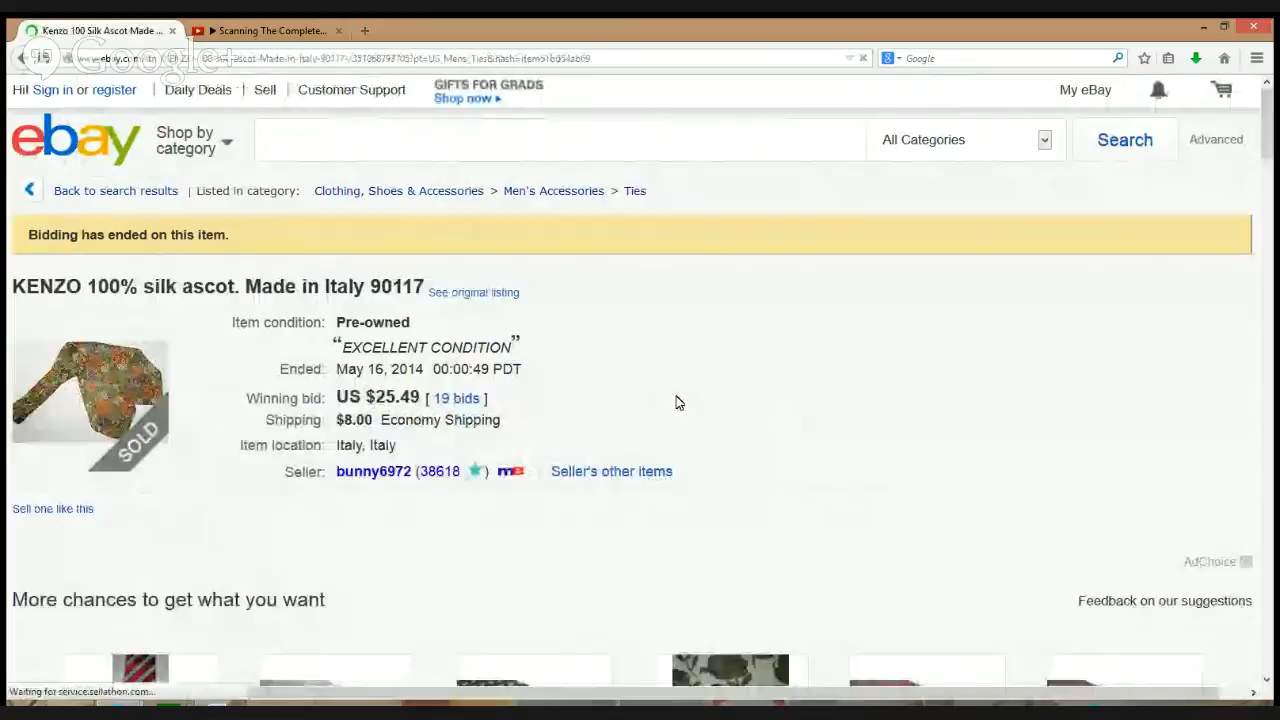 Kenzo 100 Silk Ascot Made ...
Scanning The Complete...
Google+
Google
Hi! Sign in or register
Daily Deals
Sell
Customer Support
GIFTS FOR GRADS
Shop now
My eBay
ebay
Shop by
category
All Categories
Search
Advanced
Back to search results | Listed in category: Clothing, Shoes & Accessories > Men's Accessories > Ties
Bidding has ended on this item.
KENZO 100% silk ascot. Made in Italy 90117 See original listing
Item condition: Pre-owned
“EXCELLENT CONDITION”
Ended: May 16, 2014 00:00:49 PDT
Winning bid: US $25.49 [ 19 bids ]
Shipping: $8.00 Economy Shipping
Item location: Italy, Italy
Seller: bunny6972 (38618 ) me Seller's other items
SOLD
Sell one like this
AdChoice
More chances to get what you want
Feedback on our suggestions
Waiting for service.sellathon.com...